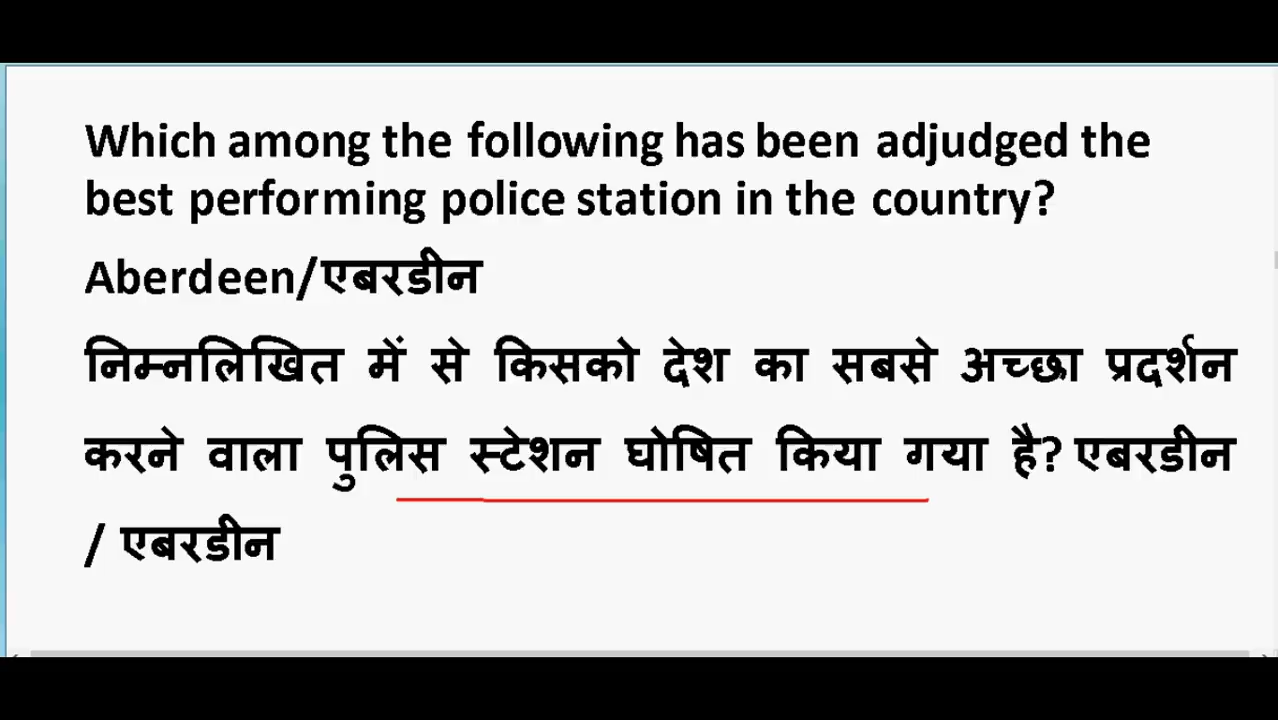 Which among the following has been adjudged the
best performing police station in the country?
Aberdeen/एबरडीन
निम्नलिखित में से किसको देश का सबसे अच्छा प्रदर्शन
करने वाला पुलिस स्टेशन घोषित किया गया है? एबरडीन
/ एबरडीन